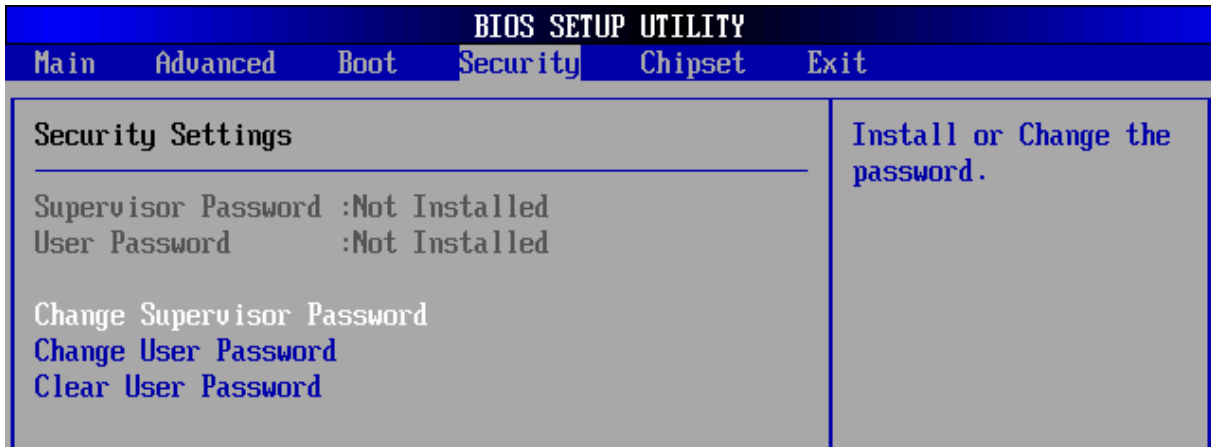 BIOS SETUP UTILITY
Main Advanced Boot Security Chipset Exit
Security Settings
Supervisor Password :Not Installed
User Password :Not Installed
Change Supervisor Password
Change User Password
Clear User Password
Install or Change the
password.